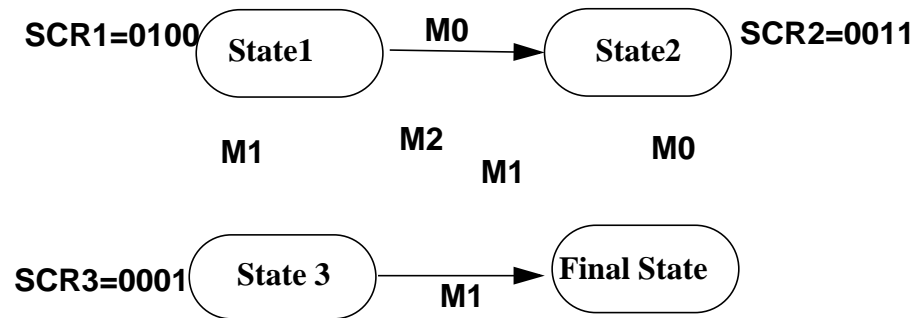 SCR1=0100 State1 M0 State2 SCR2=0011
M1 M2 M0
M1
SCR3=0001 State 3 M1 Final State